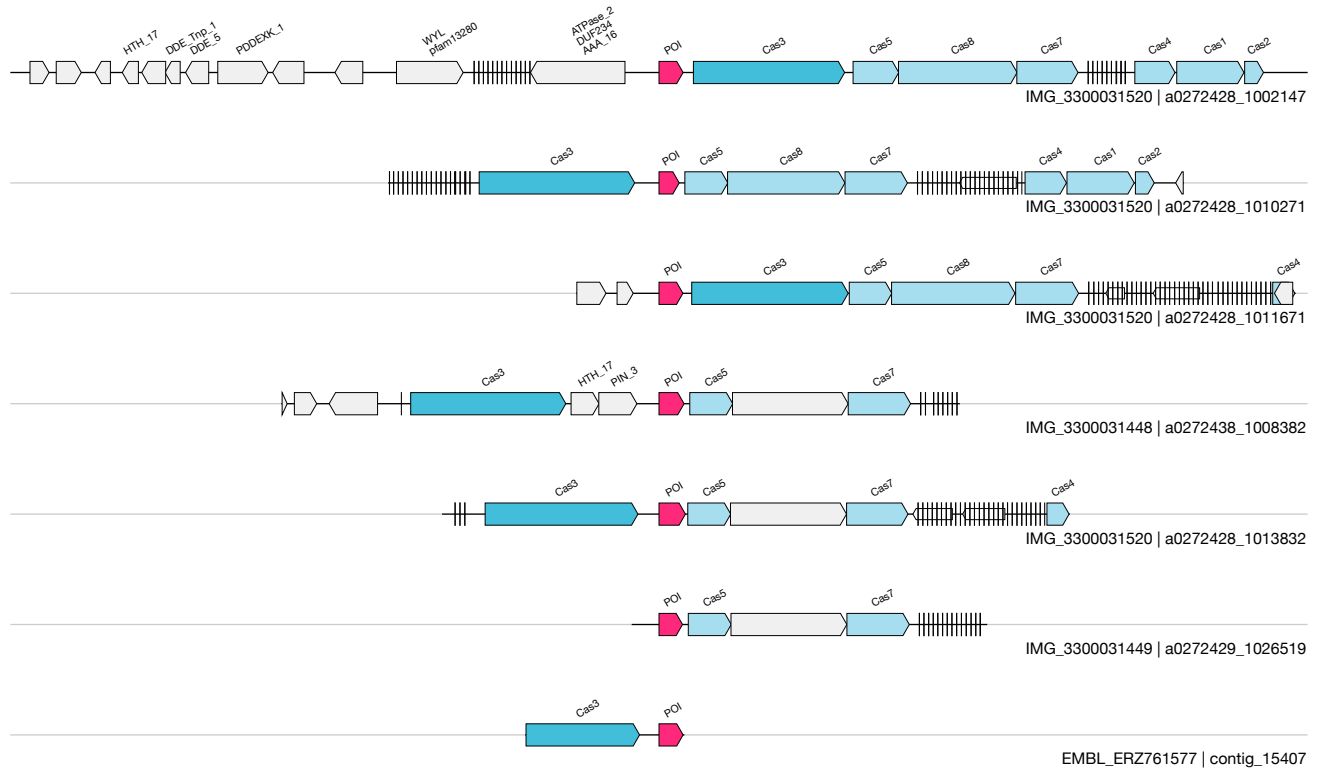 HTH_17
DDE_Tnp_1
DDE_5
PDDEXK_1
WYL
pfam13280
ATPase_2
DUF234
AAA_16
POI
Cas3
Cas5
Cas8
Cas7
Cas4
Cas1
Cas2
IMG_3300031520 | a0272428_1002147
Cas3
POI
Cas5
Cas8
Cas7
Cas4
Cas1
Cas2
IMG_3300031520 | a0272428_1010271
POI
Cas3
Cas5
Cas8
Cas7
Cas4
IMG_3300031520 | a0272428_1011671
Cas3
HTH_17
PIN_3
POI
Cas5
Cas7
IMG_3300031448 | a0272438_1008382
Cas3
POI
Cas5
Cas7
Cas4
IMG_3300031520 | a0272428_1013832
POI
Cas5
Cas7
IMG_3300031449 | a0272429_1026519
Cas3
POI
EMBL_ERZ761577 | contig_15407